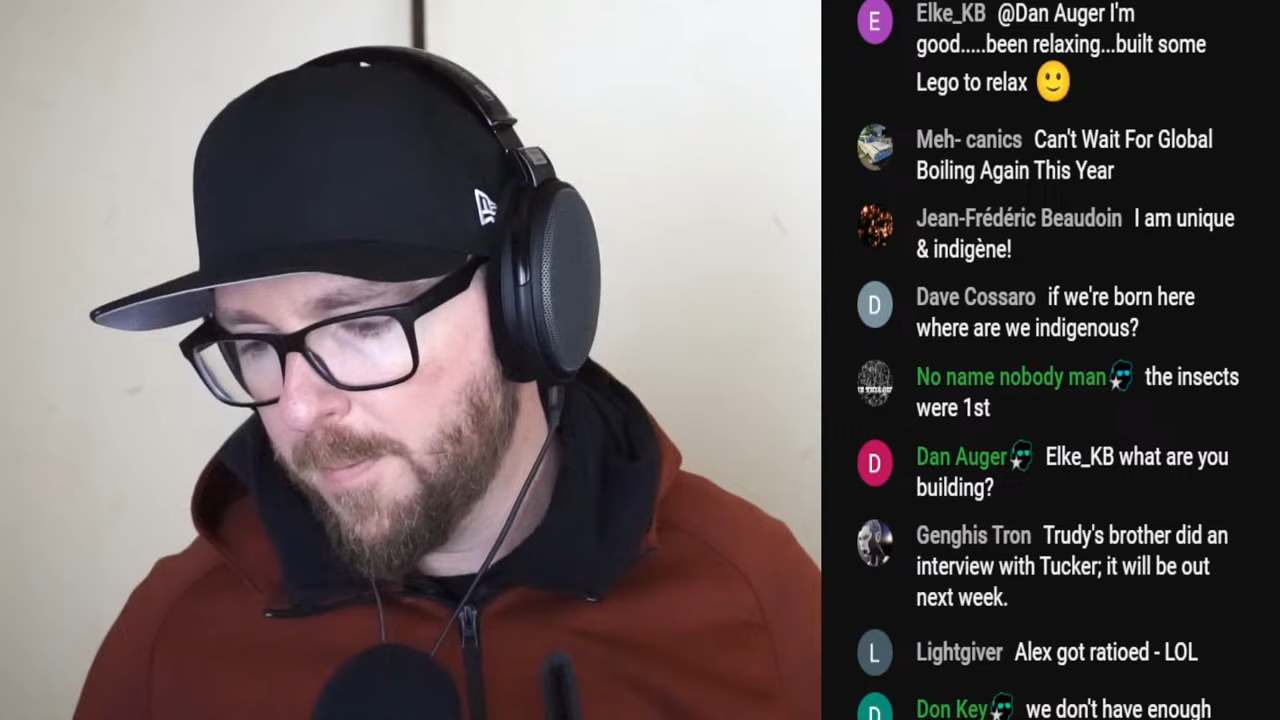 Elke_KB @Dan Auger I'm
good.....been relaxing...built some
Lego to relax
Meh- canics Can't Wait For Global
Boiling Again This Year
Jean-Frédéric Beaudoin I am unique
& indigène!
D Dave Cossaro if we're born here
where are we indigenous?
No name nobody man the insects
were 1st
D Dan Auger Elke_KB what are you
building?
Genghis Tron Trudy's brother did an
interview with Tucker; it will be out
next week.
L Lightgiver Alex got ratioed - LOL
D Don Key we don't have enough